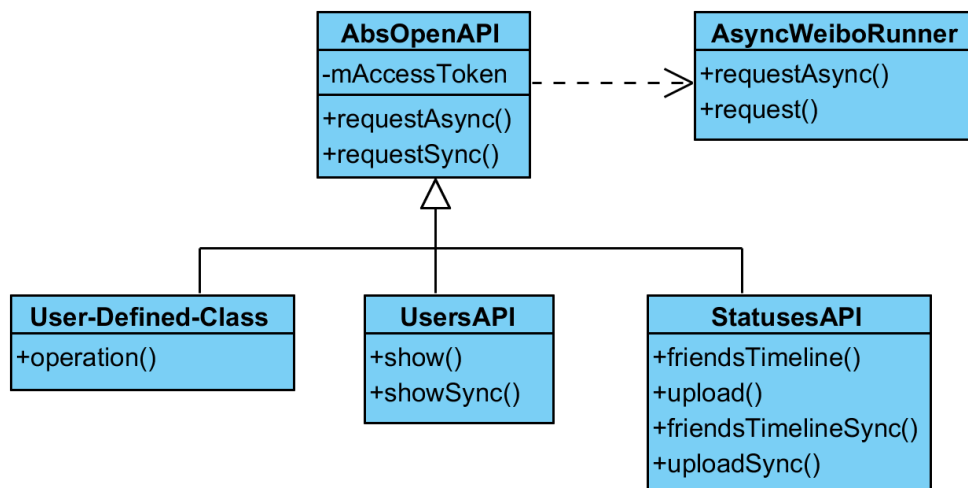 AbsOpenAPI
-mAccessToken
+requestAsync()
+requestSync()
AsyncWeiboRunner
+requestAsync()
+request()
User-Defined-Class
+operation()
UsersAPI
+show()
+showSync()
StatusesAPI
+friendsTimeline()
+upload()
+friendsTimelineSync()
+uploadSync()